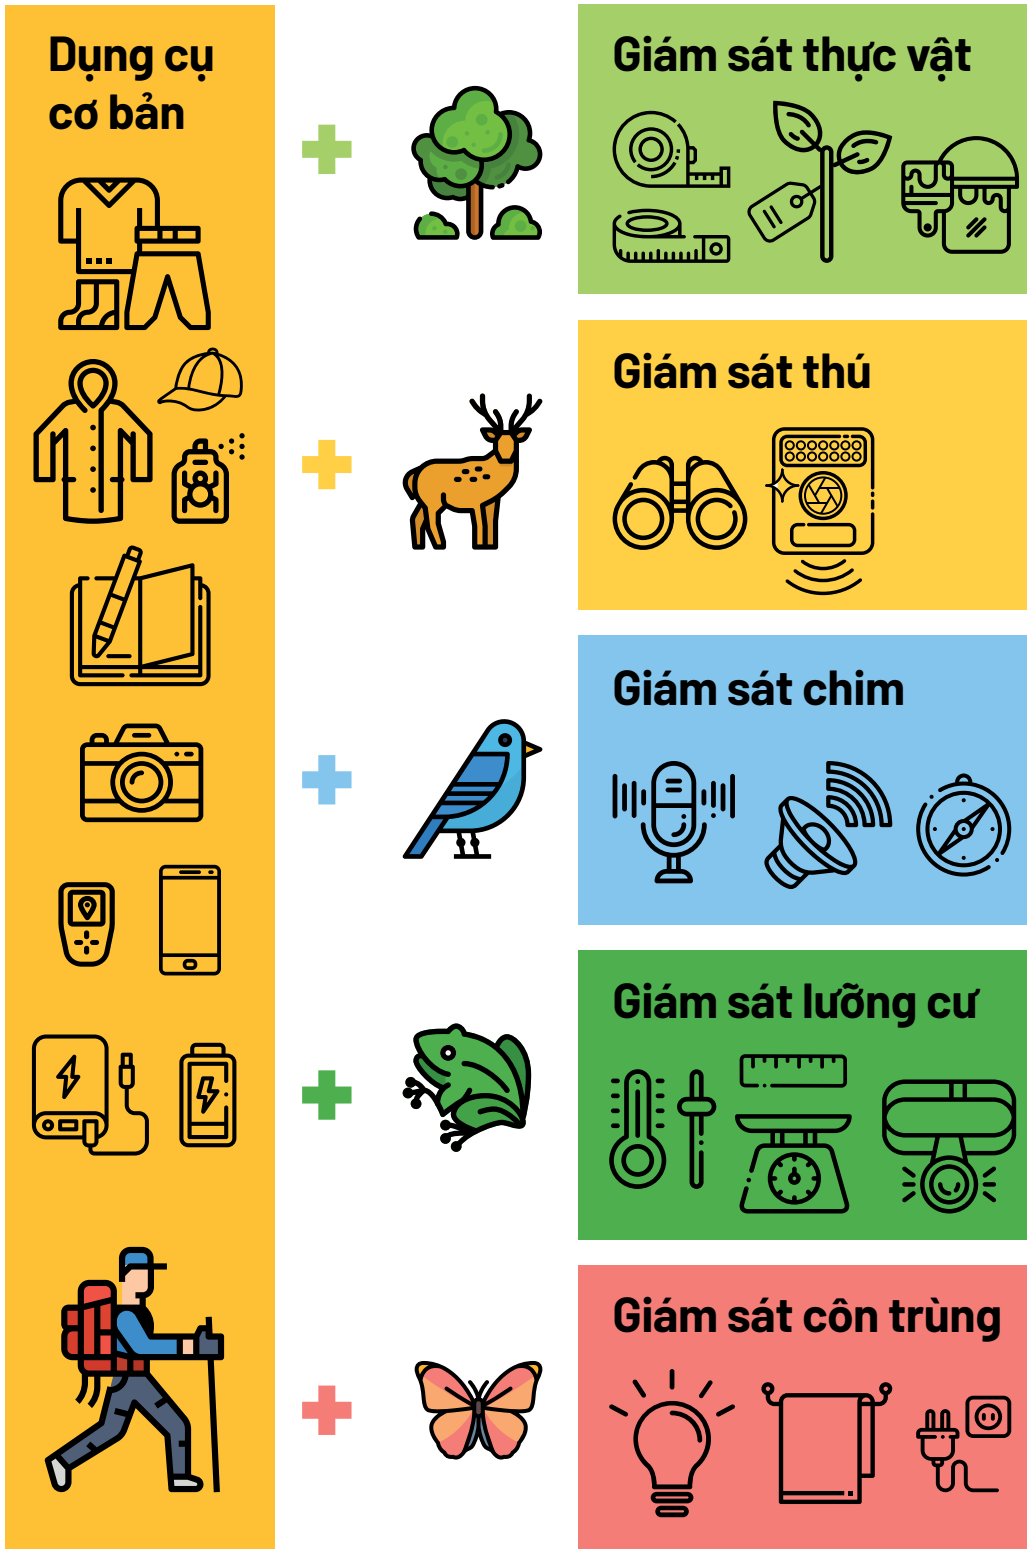 Dụng cụ
cơ bản
Giám sát thực vật
Giám sát thú
Giám sát chim
Giám sát lưỡng cư
Giám sát côn trùng